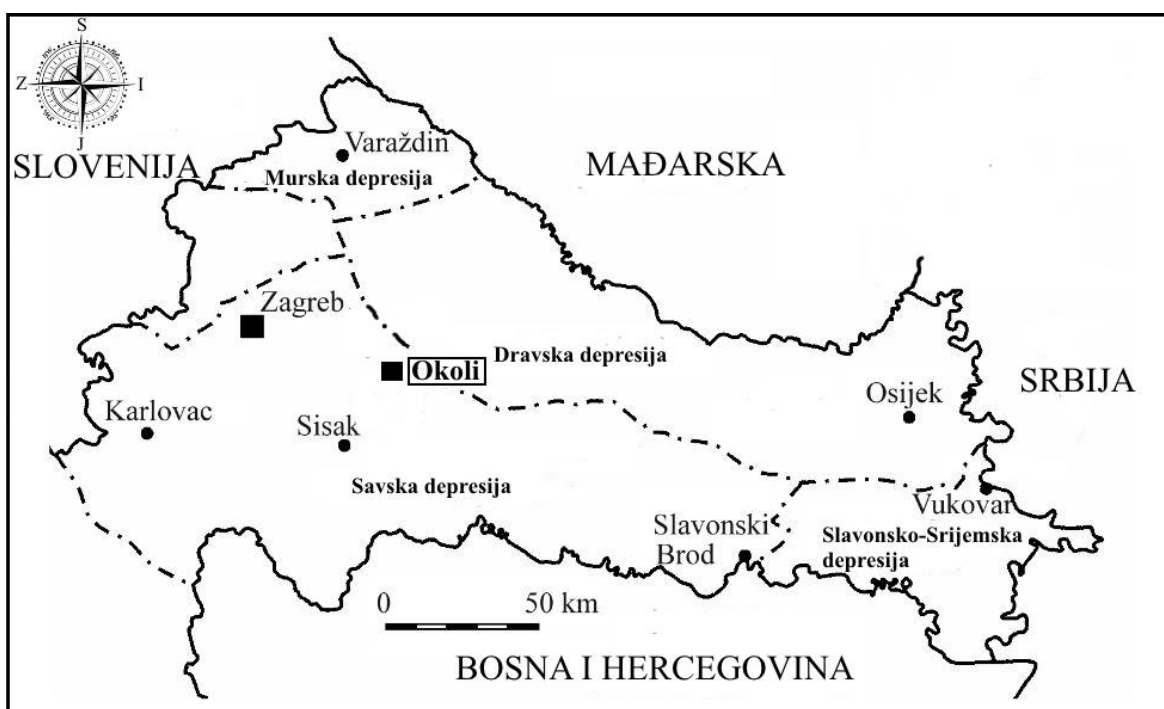 S
Z
I
J
SLOVENIJA
Varaždin
MAĐARSKA
Murska depresija
Zagreb
Dravska depresija
Okoli
SRBIJA
Karlovac
Osijek
Sisak
Savska depresija
Vukovar
Slavonski
Brod
Slavonsko-Srijemska
depresija
0 50 km
BOSNA I HERCEGOVINA